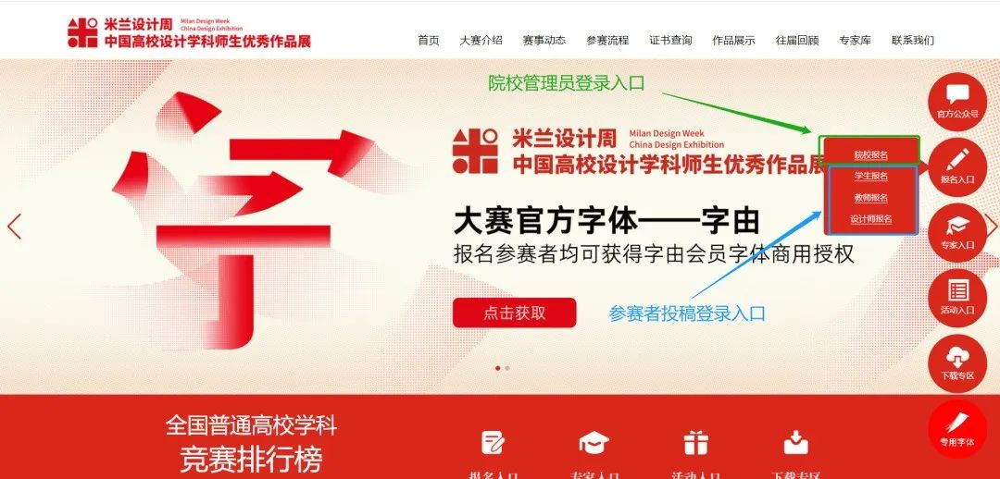 米兰设计周 Milan Design Week
China Design Exhibition
中国高校设计学科师生优秀作品展
首页 大赛介绍 赛事动态 参赛流程 证书查询 作品展示 往届回顾 专家库 联系我们
院校管理员登录入口
官方公众号
米兰设计周 Milan Design Week
China Design Exhibition
中国高校设计学科师生优秀作品展
院校报名
学生报名
教师报名
设计师报名
报名入口
大赛官方字体——字由
报名参赛者均可获得字由会员字体商用授权
专家入口
点击获取
参赛者投稿登录入口
活动入口
下载专区
专用字体
全国普通高校学科
竞赛排行榜
报名入口 专家入口 活动入口 下载专区